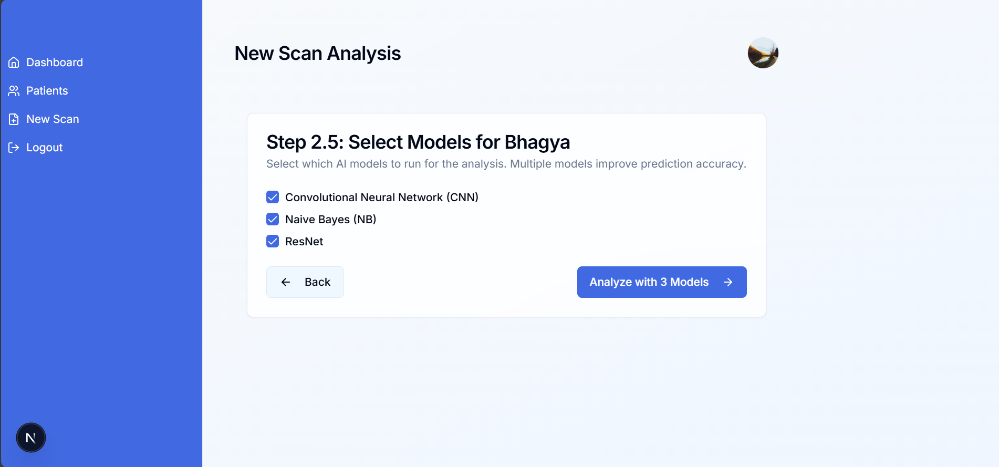 Dashboard
Patients
New Scan
Logout
N
New Scan Analysis
Step 2.5: Select Models for Bhagya
Select which AI models to run for the analysis. Multiple models improve prediction accuracy.
Convolutional Neural Network (CNN)
Naive Bayes (NB)
ResNet
Back
Analyze with 3 Models